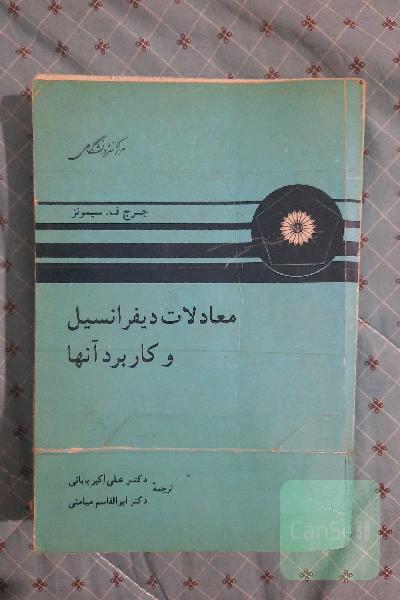 مرکز نشر دانشگاهی
جرج ف. سیمونز
معادلات دیفرانسیل
و کاربرد آنها
ترجمهٔ
دکتر علی اکبر بابائی
دکتر ابوالقاسم میامئی
CanSell